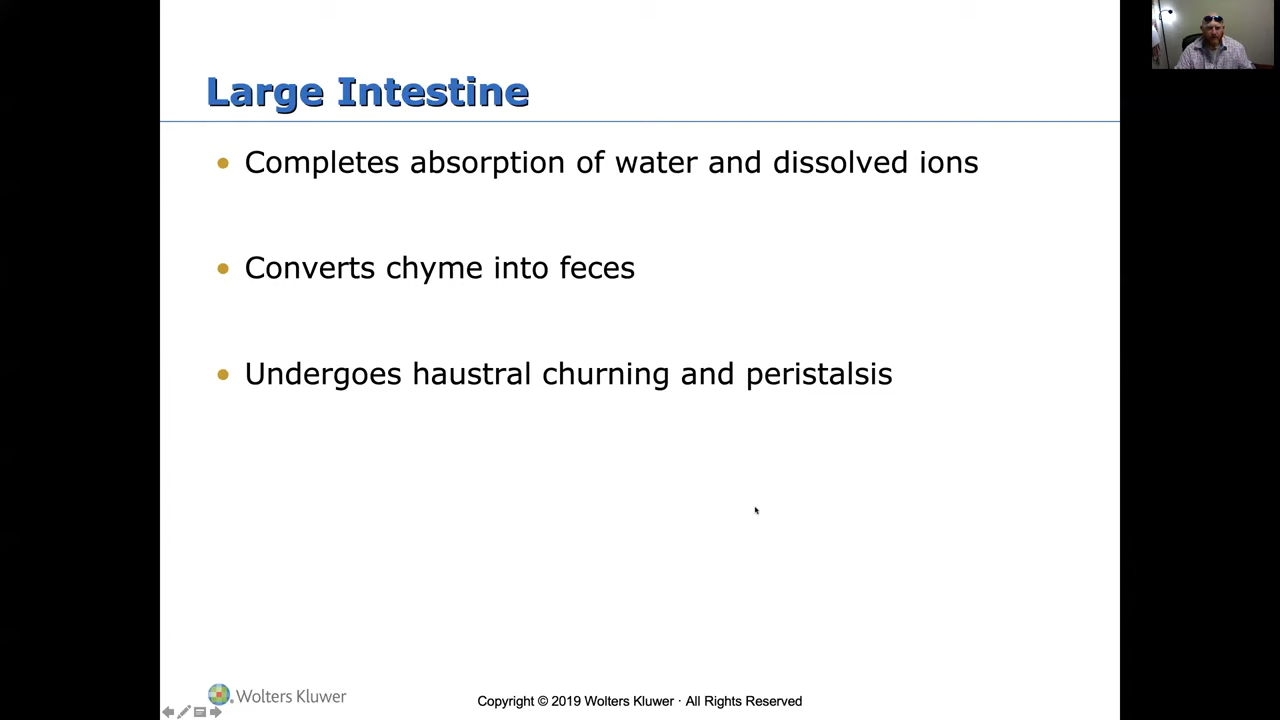 Large Intestine
Completes absorption of water and dissolved ions
Converts chyme into feces
Undergoes haustral churning and peristalsis
Wolters Kluwer
Copyright © 2019 Wolters Kluwer · All Rights Reserved